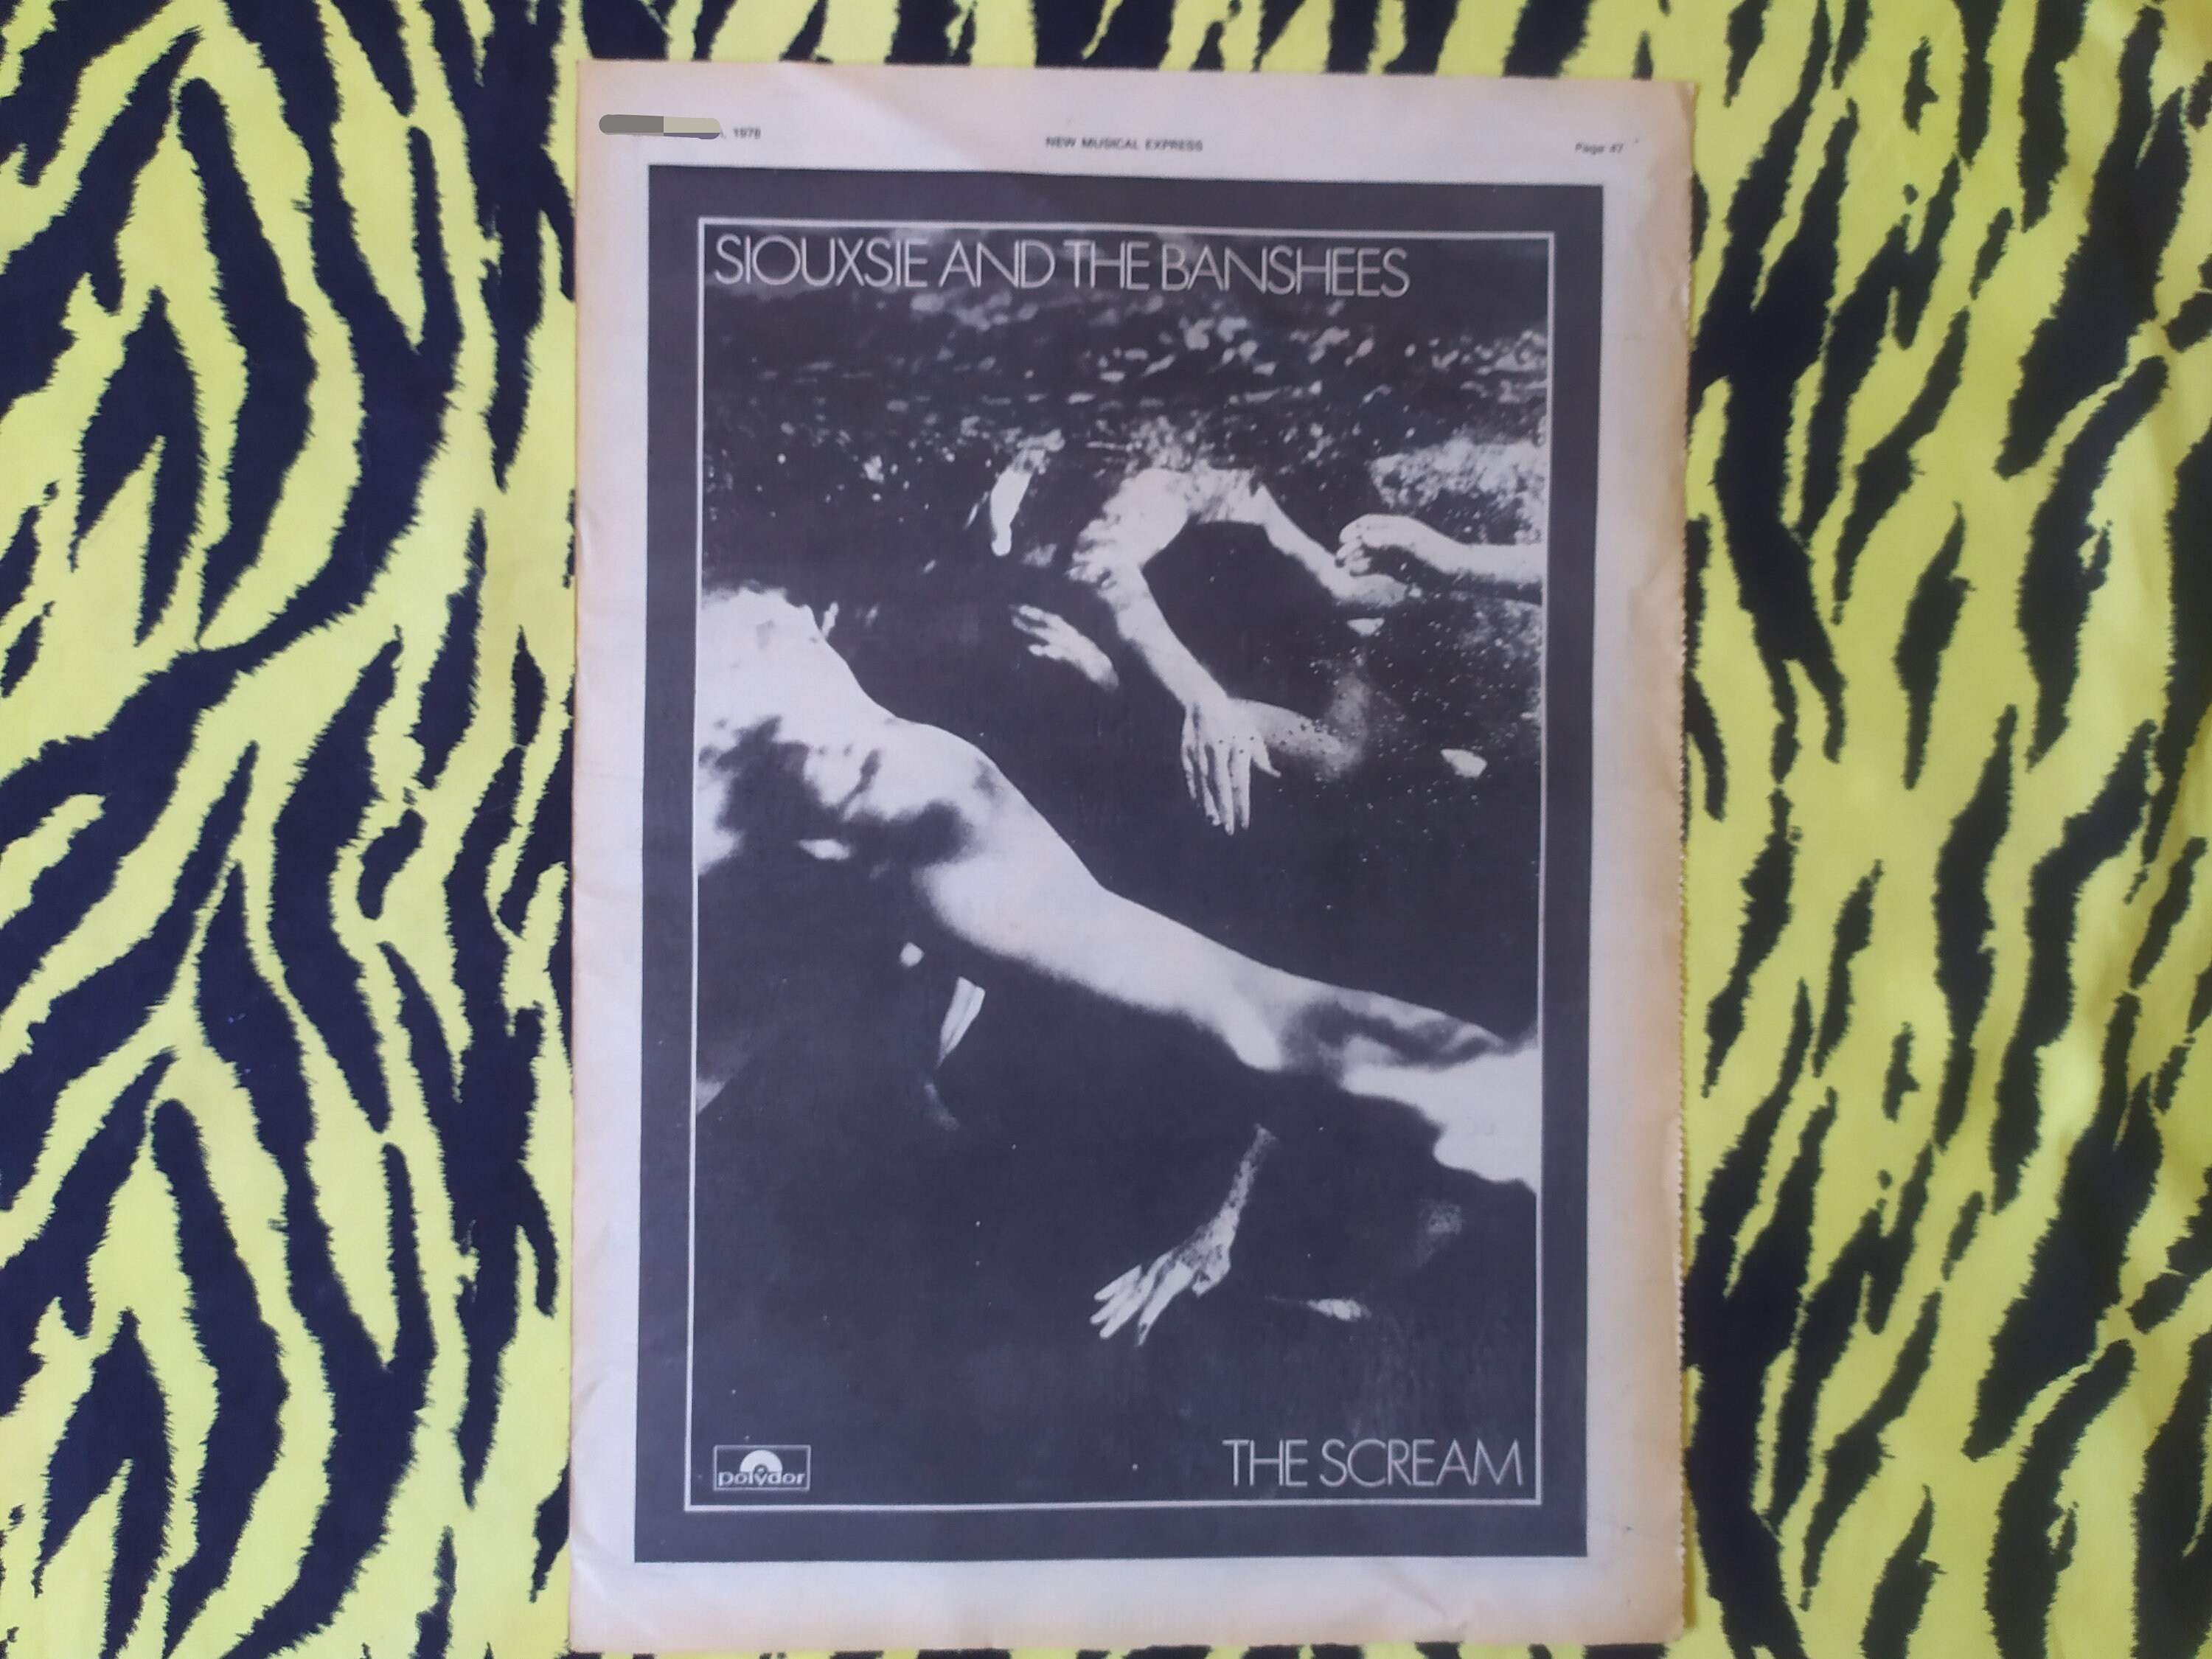 1978
NEW MUSICAL EXPRESS
Page 47
SIOUXSIE AND THE BANSHEES
polydor
THE SCREAM